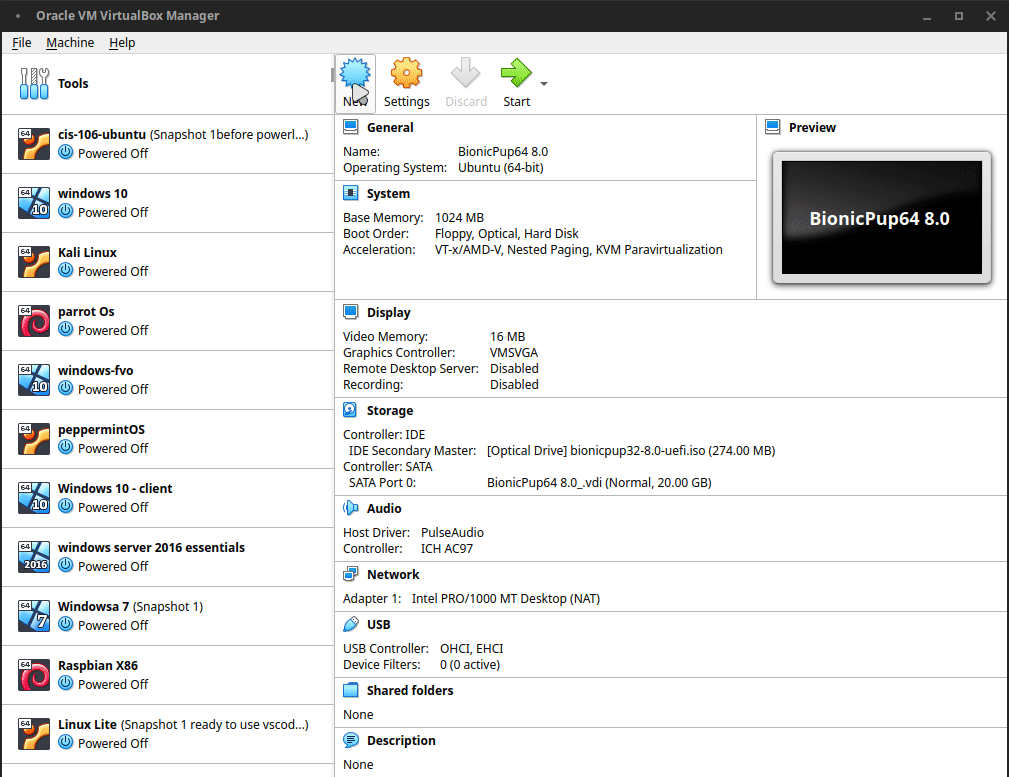 Oracle VM VirtualBox Manager
File Machine Help
Tools
New Settings Discard Start
64
cis-106-ubuntu (Snapshot 1before powerl...)
Powered Off
64
10
windows 10
Powered Off
64
Kali Linux
Powered Off
64
parrot Os
Powered Off
64
10
windows-fvo
Powered Off
64
peppermintOS
Powered Off
64
10
Windows 10 - client
Powered Off
64
2016
windows server 2016 essentials
Powered Off
64
7
Windowsa 7 (Snapshot 1)
Powered Off
64
Raspbian X86
Powered Off
64
Linux Lite (Snapshot 1 ready to use vscod...)
Powered Off
General
Name: BionicPup64 8.0
Operating System: Ubuntu (64-bit)
Preview
BionicPup64 8.0
System
Base Memory: 1024 MB
Boot Order: Floppy, Optical, Hard Disk
Acceleration: VT-x/AMD-V, Nested Paging, KVM Paravirtualization
Display
Video Memory: 16 MB
Graphics Controller: VMSVGA
Remote Desktop Server: Disabled
Recording: Disabled
Storage
Controller: IDE
IDE Secondary Master: [Optical Drive] bionicpup32-8.0-uefi.iso (274.00 MB)
Controller: SATA
SATA Port 0: BionicPup64 8.0_.vdi (Normal, 20.00 GB)
Audio
Host Driver: PulseAudio
Controller: ICH AC97
Network
Adapter 1: Intel PRO/1000 MT Desktop (NAT)
USB
USB Controller: OHCI, EHCI
Device Filters: 0 (0 active)
Shared folders
None
Description
None